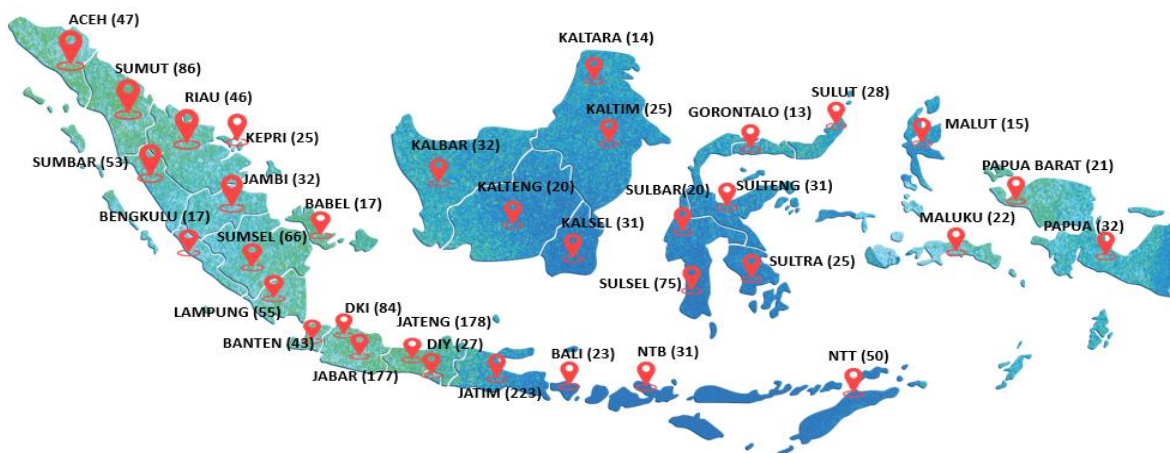 ACEH (47)
SUMUT (86)
RIAU (46)
KEPRI (25)
SUMBAR (53)
JAMBI (32)
BENGKULU (17)
BABEL (17)
SUMSEL (66)
LAMPUNG (55)
BANTEN (43)
DKI (84)
JABAR (177)
JATENG (178)
DIY (27)
JATIM (223)
BALI (23)
NTB (31)
NTT (50)
KALTARA (14)
KALTIM (25)
KALBAR (32)
KALTENG (20)
KALSEL (31)
GORONTALO (13)
SULUT (28)
SULBAR(20)
SULTENG (31)
SULSEL (75)
SULTRA (25)
MALUT (15)
MALUKU (22)
PAPUA BARAT (21)
PAPUA (32)